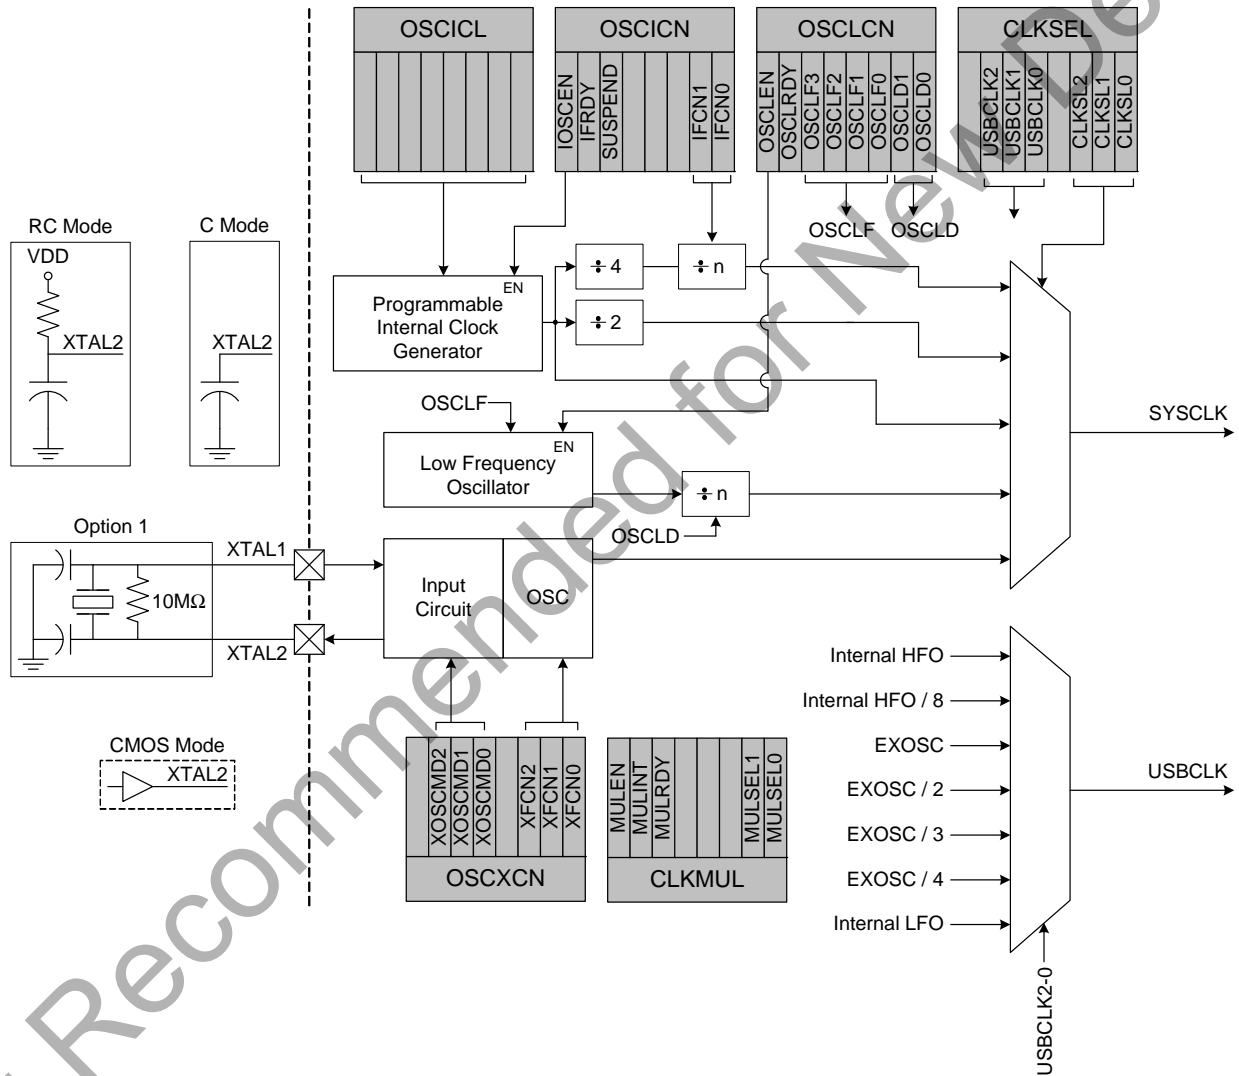 OSCICL
OSCICN
OSCLCN
CLKSEL
IOSCEN
IFRDY
SUSPEND
IFCN1
IFCN0
OSCLEN
OSCLRDY
OSCLF3
OSCLF2
OSCLF1
OSCLF0
OSCLD1
OSCLD0
USBCLK2
USBCLK1
USBCLK0
CLKSL2
CLKSL1
CLKSL0
OSCLF
OSCLD
RC Mode
VDD
XTAL2
C Mode
XTAL2
EN
Programmable
Internal Clock
Generator
÷ 4
÷ n
÷ 2
OSCLF
EN
Low Frequency
Oscillator
÷ n
OSCLD
SYSCLK
Option 1
10MΩ
XTAL1
XTAL2
Input
Circuit
OSC
CMOS Mode
XTAL2
XOSCMD2
XOSCMD1
XOSCMD0
XFCN2
XFCN1
XFCN0
OSCXCN
MULEN
MULINT
MULRDY
MULSEL1
MULSEL0
CLKMUL
Internal HFO
Internal HFO / 8
EXOSC
EXOSC / 2
EXOSC / 3
EXOSC / 4
Internal LFO
USBCLK
USBCLK2-0
Recommended for New De